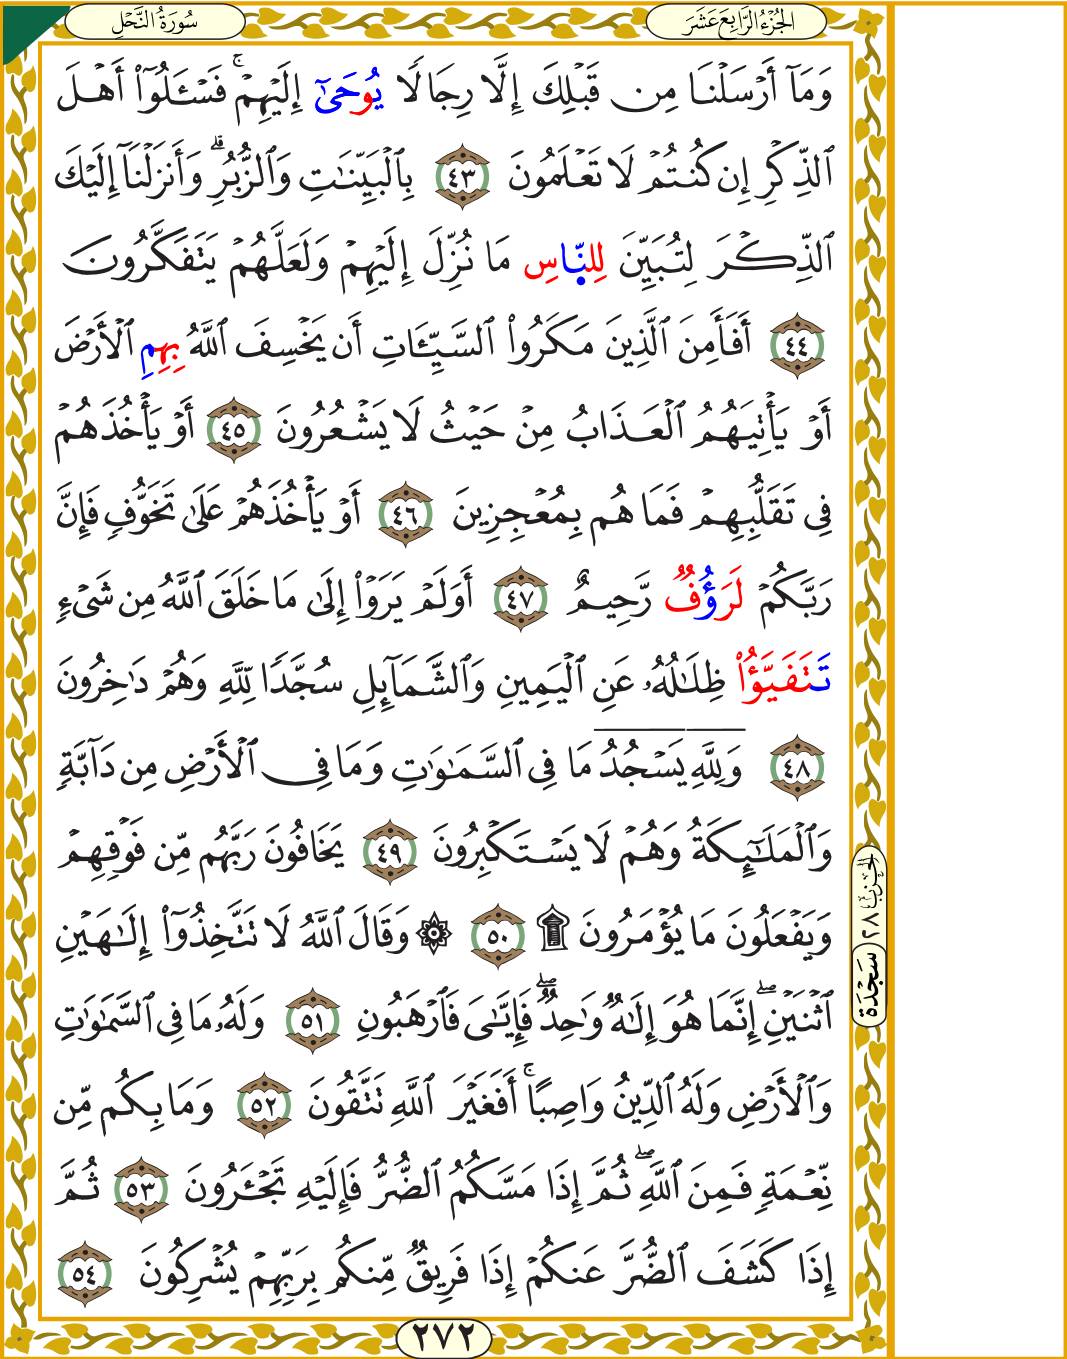 الجُزْءُ الرَّابِعَ عَشَرَ
سُورَةُ النَّحْلِ
وَمَآ أَرْسَلْنَا مِن قَبْلِكَ إِلَّا رِجَالًا يُوحَىٰٓ إِلَيْهِمْ ۚ فَسْـَٔلُوٓا۟ أَهْلَ
ٱلذِّكْرِ إِن كُنتُمْ لَا تَعْلَمُونَ ٤٣ بِٱلْبَيِّنَـٰتِ وَٱلزُّبُرِ ۗ وَأَنزَلْنَآ إِلَيْكَ
ٱلذِّكْرَ لِتُبَيِّنَ لِلنَّاسِ مَا نُزِّلَ إِلَيْهِمْ وَلَعَلَّهُمْ يَتَفَكَّرُونَ
٤٤ أَفَأَمِنَ ٱلَّذِينَ مَكَرُوا۟ ٱلسَّيِّـَٔاتِ أَن يَخْسِفَ ٱللَّهُ بِهِمِ ٱلْأَرْضَ
أَوْ يَأْتِيَهُمُ ٱلْعَذَابُ مِنْ حَيْثُ لَا يَشْعُرُونَ ٤٥ أَوْ يَأْخُذَهُمْ
فِى تَقَلُّبِهِمْ فَمَا هُم بِمُعْجِزِينَ ٤٦ أَوْ يَأْخُذَهُمْ عَلَىٰ تَخَوُّفٍ فَإِنَّ
رَبَّكُمْ لَرَؤُفٌ رَّحِيمٌ ٤٧ أَوَلَمْ يَرَوْا۟ إِلَىٰ مَا خَلَقَ ٱللَّهُ مِن شَىْءٍ
تَتَفَيَّؤُا۟ ظِلَـٰلُهُۥ عَنِ ٱلْيَمِينِ وَٱلشَّمَآئِلِ سُجَّدًا لِّلَّهِ وَهُمْ دَٰخِرُونَ
٤٨ وَلِلَّهِ يَسْجُدُ مَا فِى ٱلسَّمَـٰوَٰتِ وَمَا فِى ٱلْأَرْضِ مِن دَآبَّةٍ
وَٱلْمَلَـٰٓئِكَةُ وَهُمْ لَا يَسْتَكْبِرُونَ ٤٩ يَخَافُونَ رَبَّهُم مِّن فَوْقِهِمْ
وَيَفْعَلُونَ مَا يُؤْمَرُونَ ۩ ٥٠ ۞ وَقَالَ ٱللَّهُ لَا تَتَّخِذُوٓا۟ إِلَـٰهَيْنِ
ٱثْنَيْنِ ۖ إِنَّمَا هُوَ إِلَـٰهٌ وَٰحِدٌ ۖ فَإِيَّـٰىَ فَٱرْهَبُونِ ٥١ وَلَهُۥ مَا فِى ٱلسَّمَـٰوَٰتِ
وَٱلْأَرْضِ وَلَهُ ٱلدِّينُ وَاصِبًا ۚ أَفَغَيْرَ ٱللَّهِ تَتَّقُونَ ٥٢ وَمَا بِكُم مِّن
نِّعْمَةٍ فَمِنَ ٱللَّهِ ۖ ثُمَّ إِذَا مَسَّكُمُ ٱلضُّرُّ فَإِلَيْهِ تَجْـَٔرُونَ ٥٣ ثُمَّ
إِذَا كَشَفَ ٱلضُّرَّ عَنكُمْ إِذَا فَرِيقٌ مِّنكُم بِرَبِّهِمْ يُشْرِكُونَ ٥٤
الحِزب ٢٨
سَجْدَة
٢٧٢